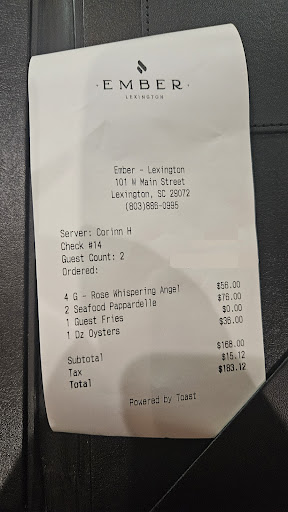 · EMBER ·
LEXINGTON
Ember - Lexington
101 W Main Street
Lexington, SC 29072
(803)886-0995
Server: Corinn H
Check #14
Guest Count: 2
Ordered:
4 G - Rose Whispering Angel $56.00
2 Seafood Pappardelle $76.00
1 Guest Fries $0.00
1 Dz Oysters $36.00
Subtotal $168.00
Tax $15.12
Total $183.12
Powered by Toast